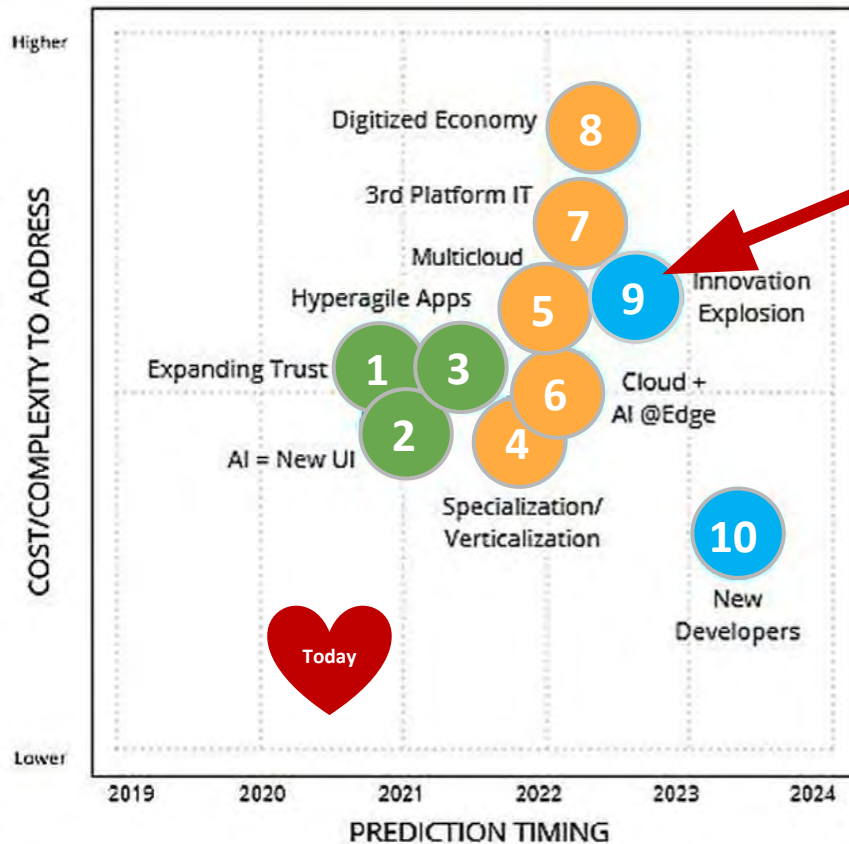 Higher
Digitized Economy
8
3rd Platform IT
7
Multicloud
Hyperagile Apps
5
9
Innovation
Explosion
Expanding Trust
1
3
6
Cloud +
AI @Edge
2
4
AI = New UI
Specialization/
Verticalization
10
New
Developers
Today
Lower
COST/COMPLEXITY TO ADDRESS
2019 2020 2021 2022 2023 2024
PREDICTION TIMING